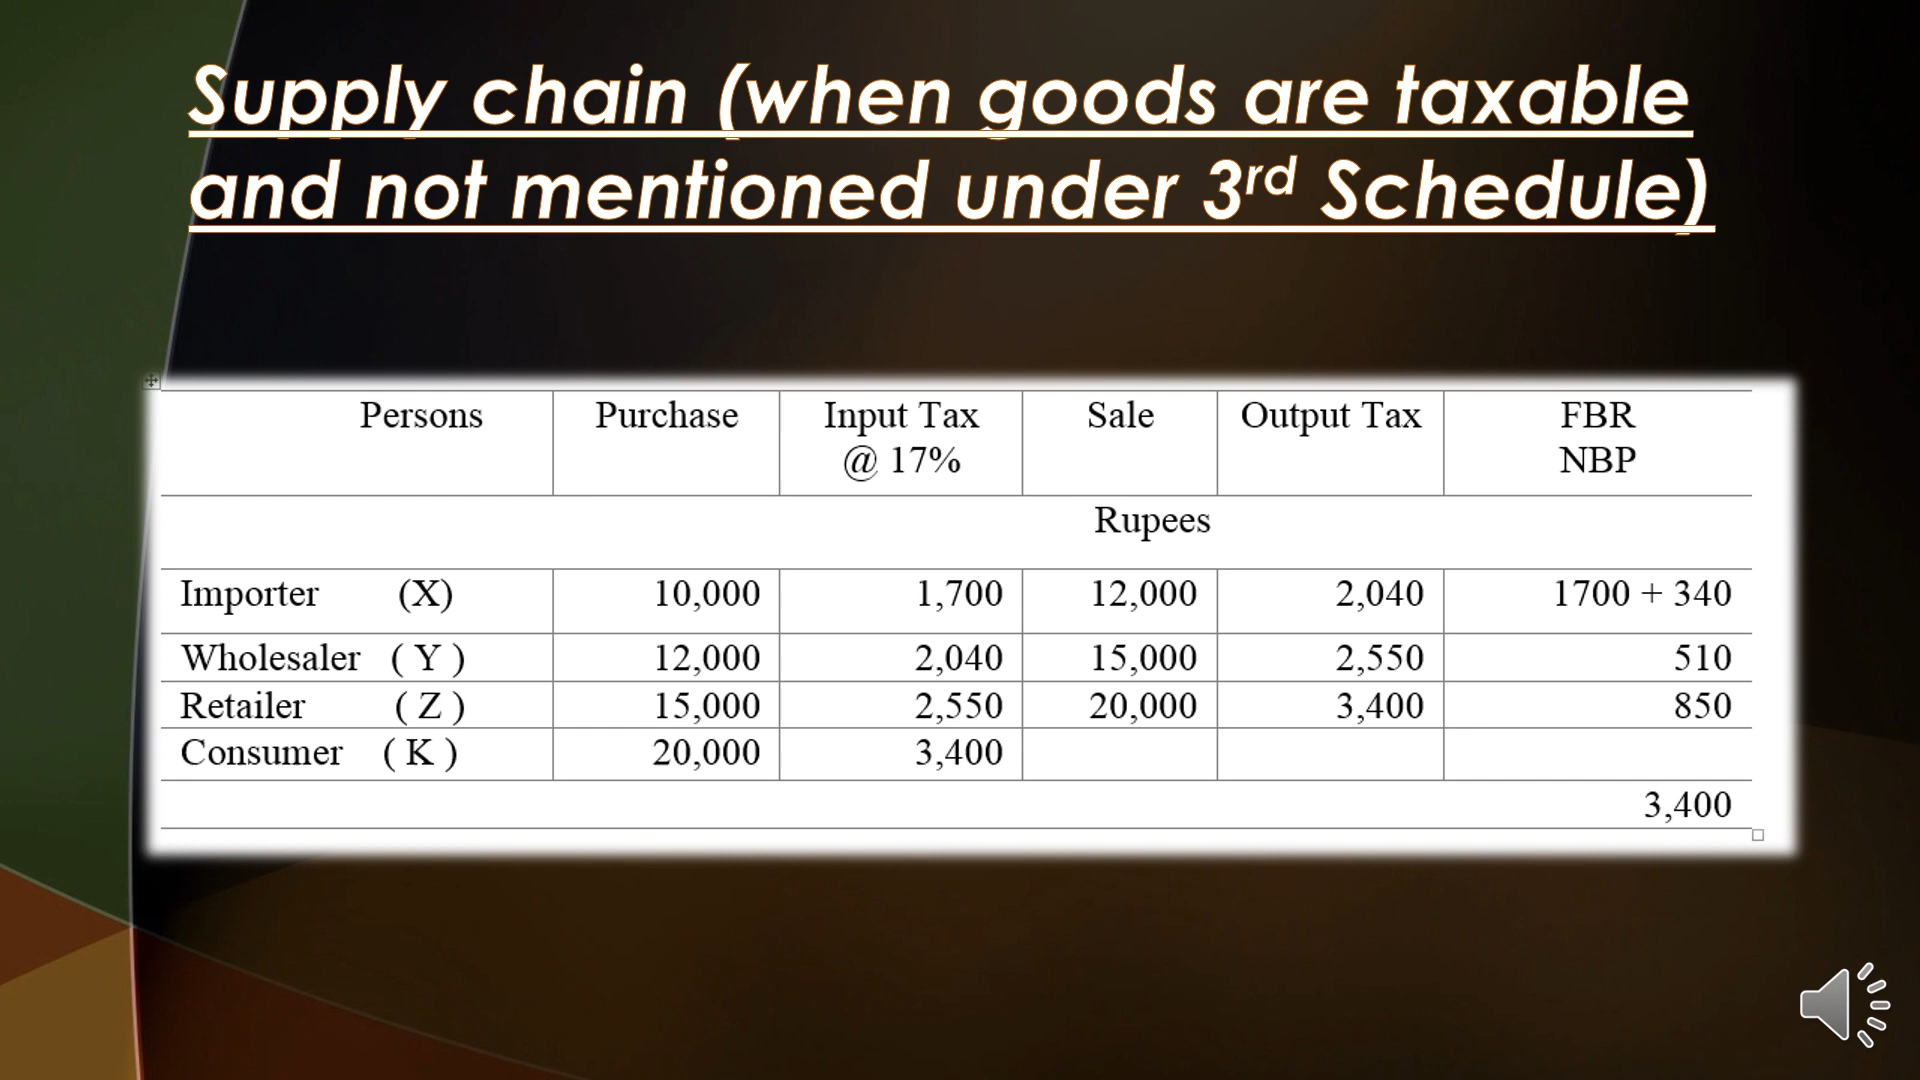 Supply chain (when goods are taxable
and not mentioned under 3rd Schedule)
Persons Purchase Input Tax Sale Output Tax FBR
@ 17% NBP
Rupees
Importer (X) 10,000 1,700 12,000 2,040 1700 + 340
Wholesaler ( Y ) 12,000 2,040 15,000 2,550 510
Retailer ( Z ) 15,000 2,550 20,000 3,400 850
Consumer ( K ) 20,000 3,400
3,400